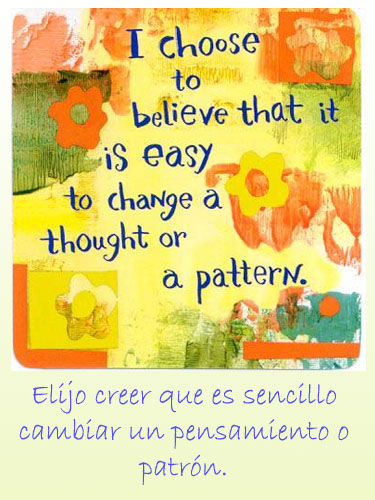 I choose
to
believe that it
is easy
to change a
thought or
a pattern.
Elijo creer que es sencillo
cambiar un pensamiento o
patrón.